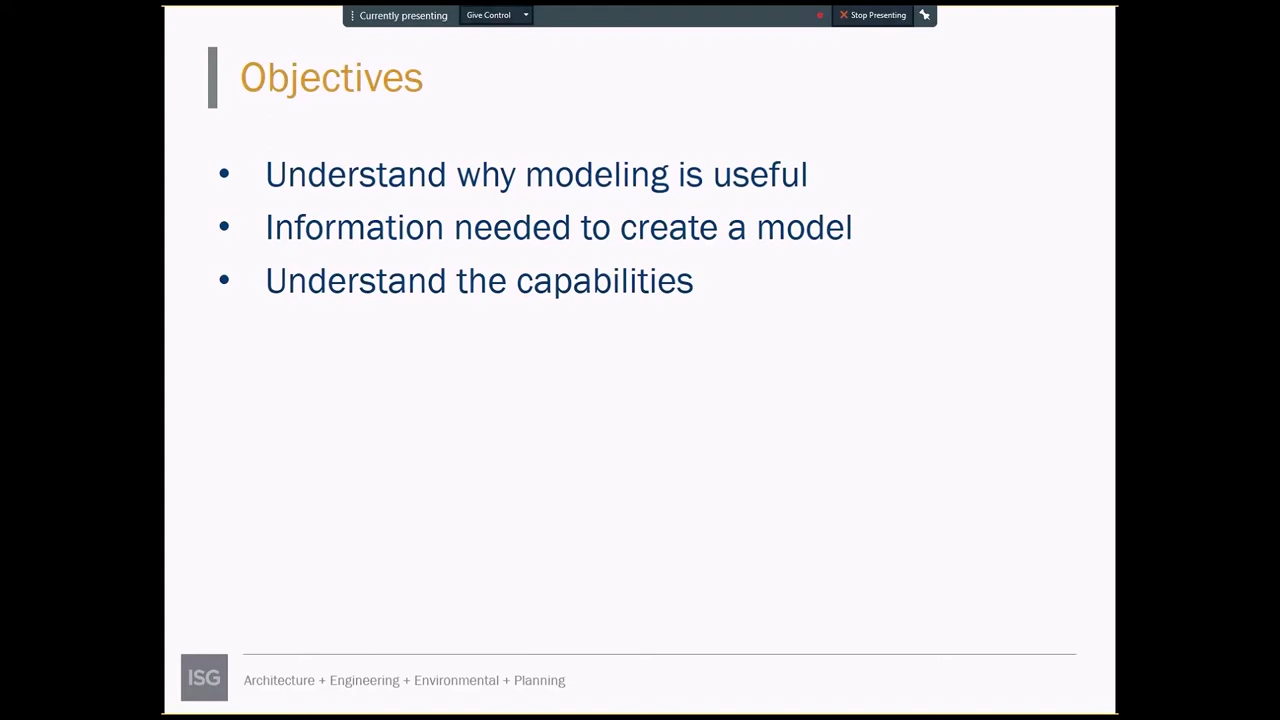 Currently presenting Give Control Stop Presenting
Objectives
• Understand why modeling is useful
• Information needed to create a model
• Understand the capabilities
ISG Architecture + Engineering + Environmental + Planning